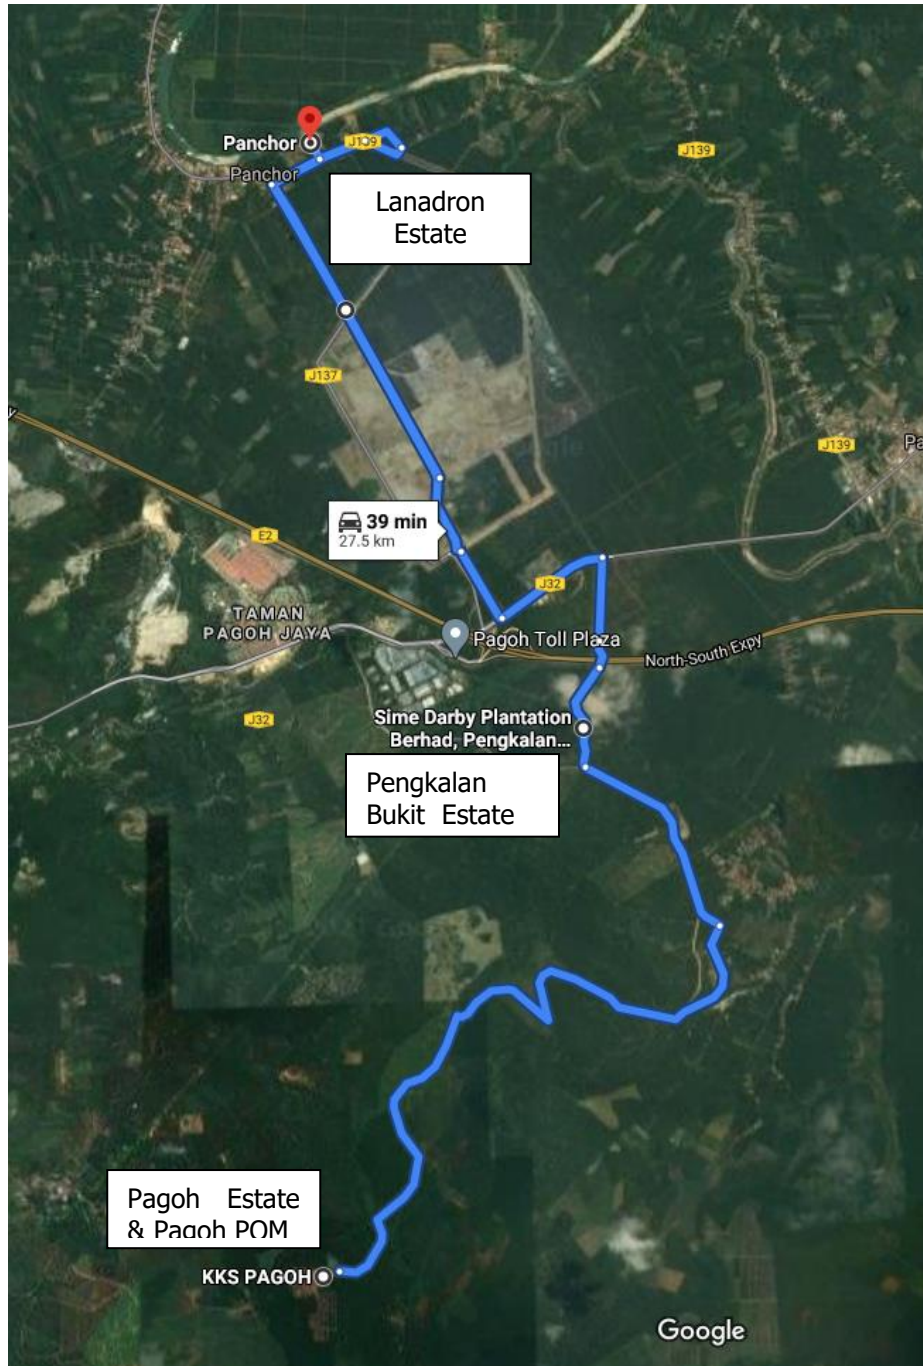 Panchor
J139
J139
Panchor
Lanadron
Estate
J137
J139
Pa
y
39 min
27.5 km
E2
J32
TAMAN
PAGOH JAYA
Pagoh Toll Plaza
North-South Expy
J32
Sime Darby Plantation
Berhad, Pengkalan...
Pengkalan
Bukit Estate
Pagoh Estate
& Pagoh POM
KKS PAGOH
Google